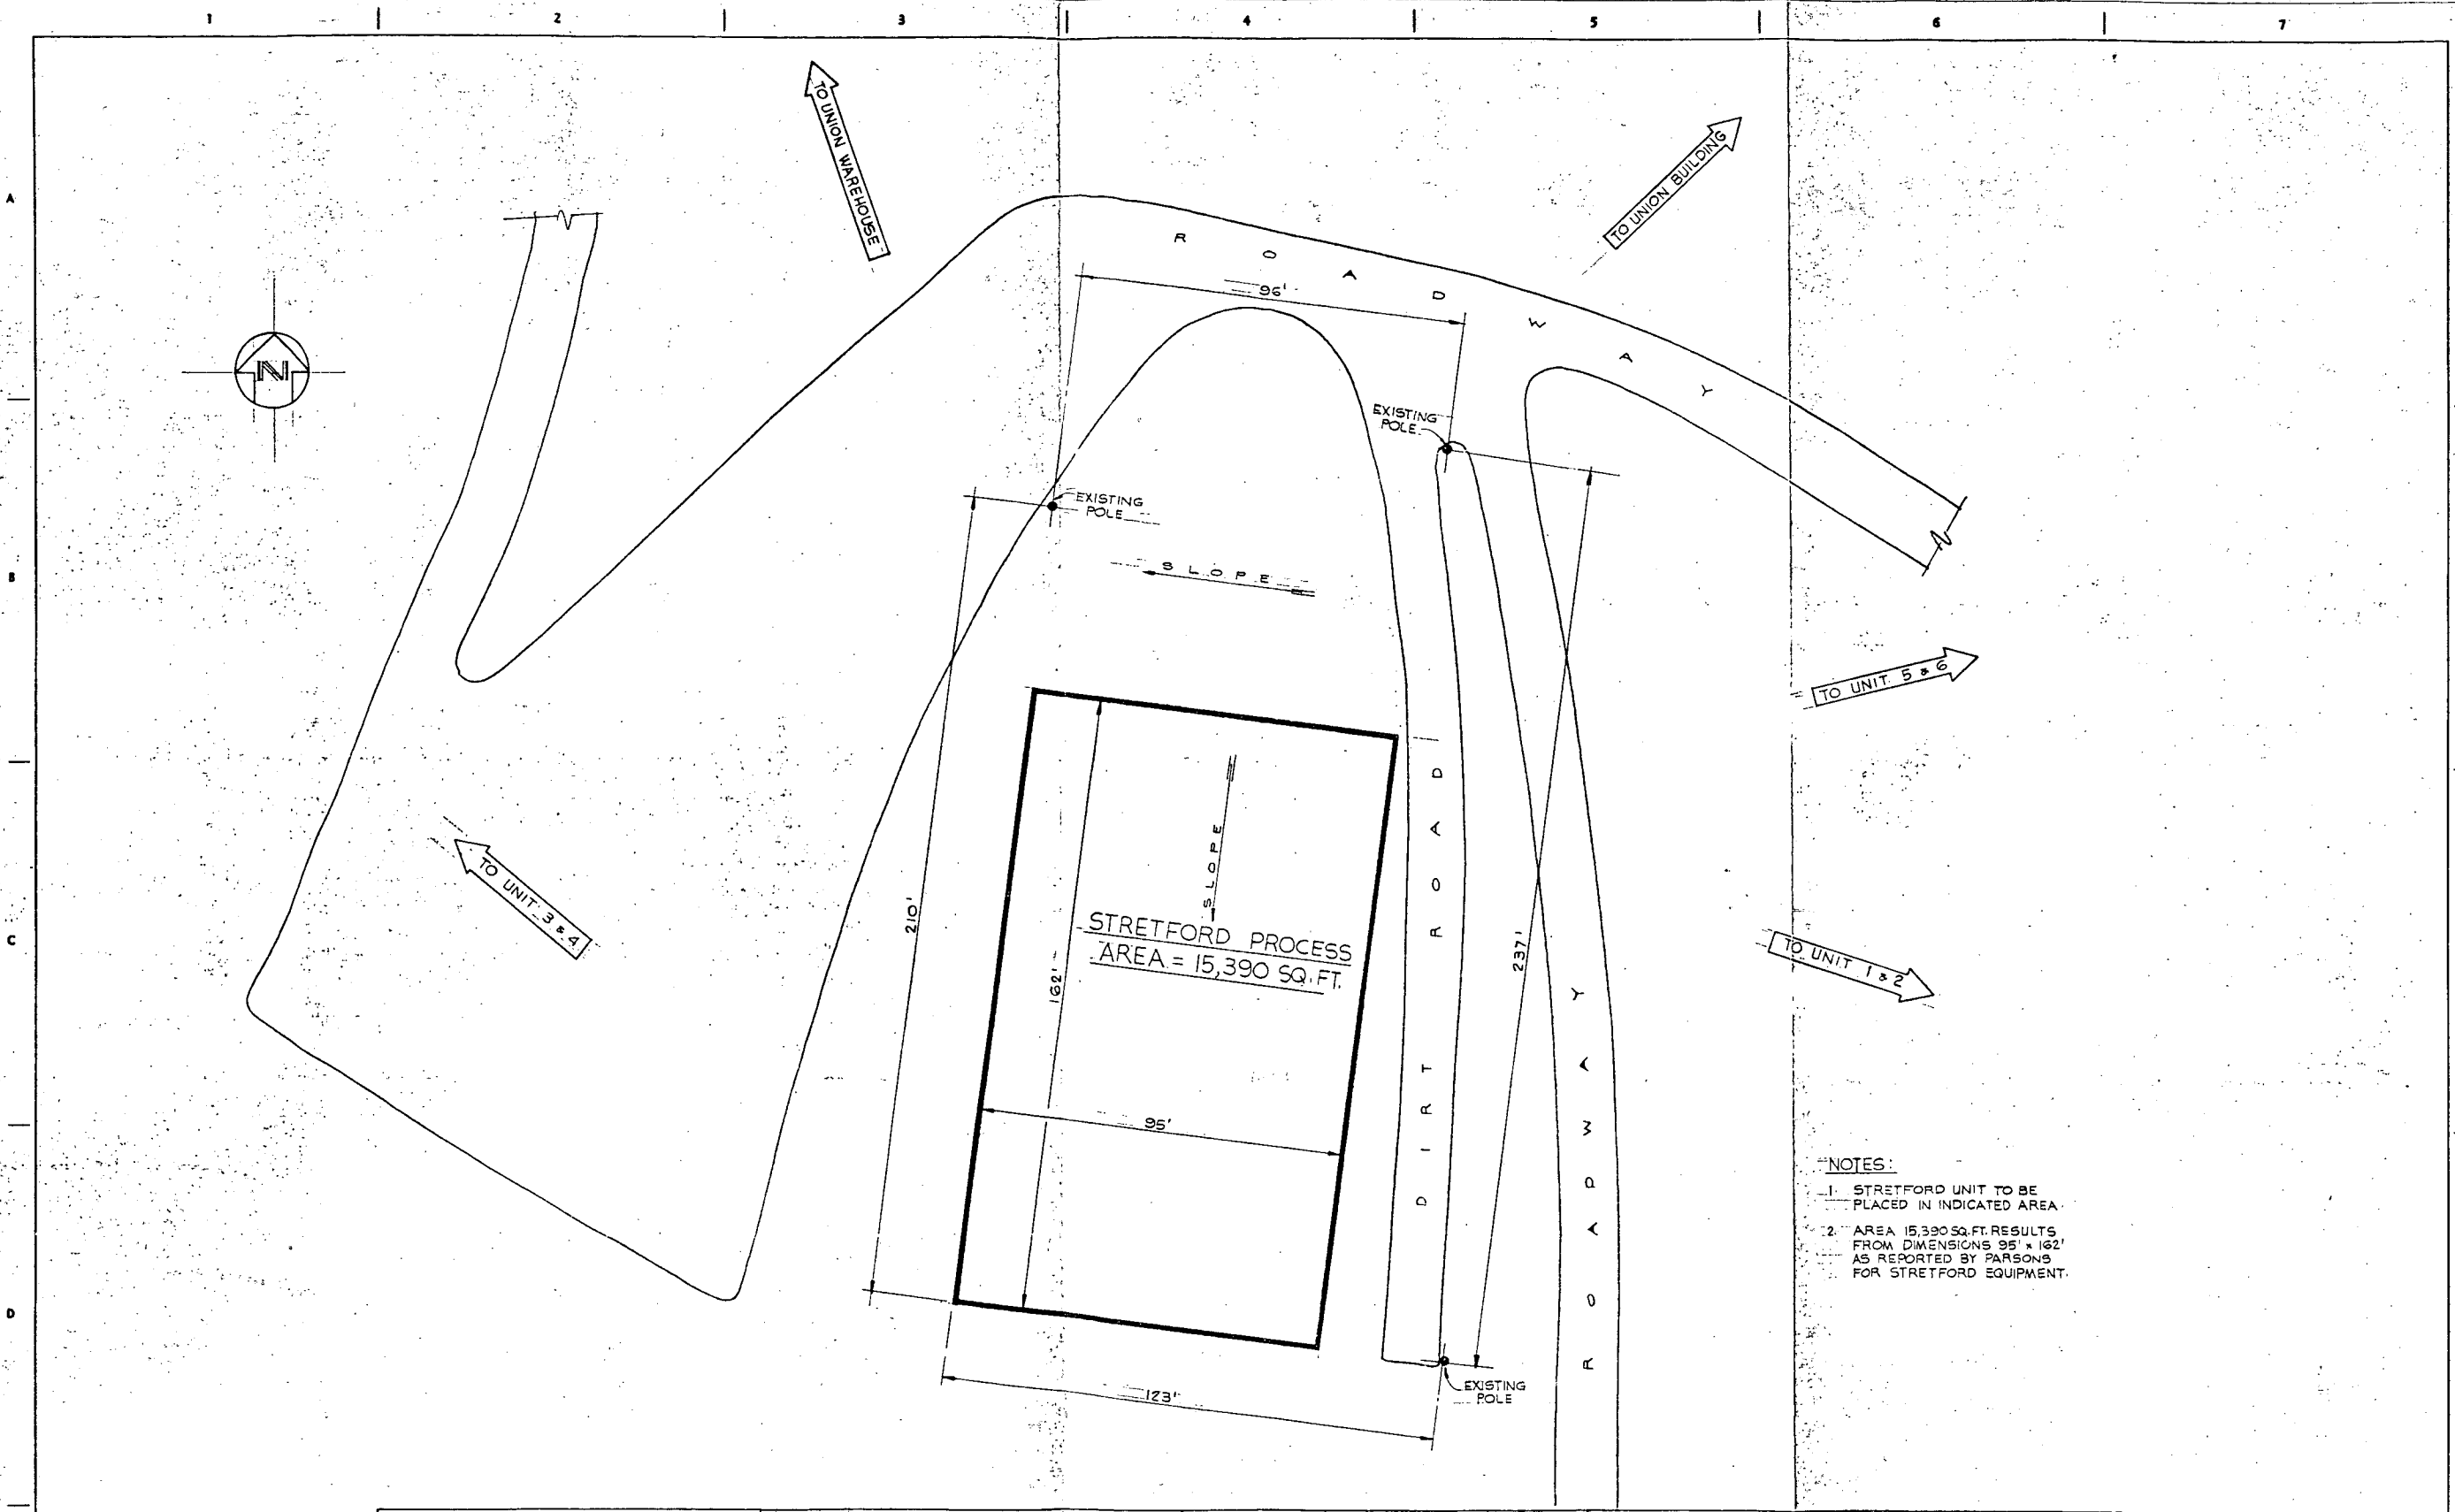 1 2 3 4 5 6 7
A
B
C
D
TO UNION WAREHOUSE
TO UNION BUILDING
ROADWAY
96'
N
EXISTING
POLE
EXISTING
POLE
SLOPE
TO UNIT 5 & 6
SLOPE
DIRT ROAD
TO UNIT 3 & 4
210'
STRETFORD PROCESS
AREA = 15,390 SQ. FT.
162'
237'
TO UNIT 1 & 2
ROADWAY
95'
NOTES:
1. STRETFORD UNIT TO BE
PLACED IN INDICATED AREA.
2. AREA 15,390 SQ. FT. RESULTS
FROM DIMENSIONS 95' x 162'
AS REPORTED BY PARSONS
FOR STRETFORD EQUIPMENT.
EXISTING
POLE
123'